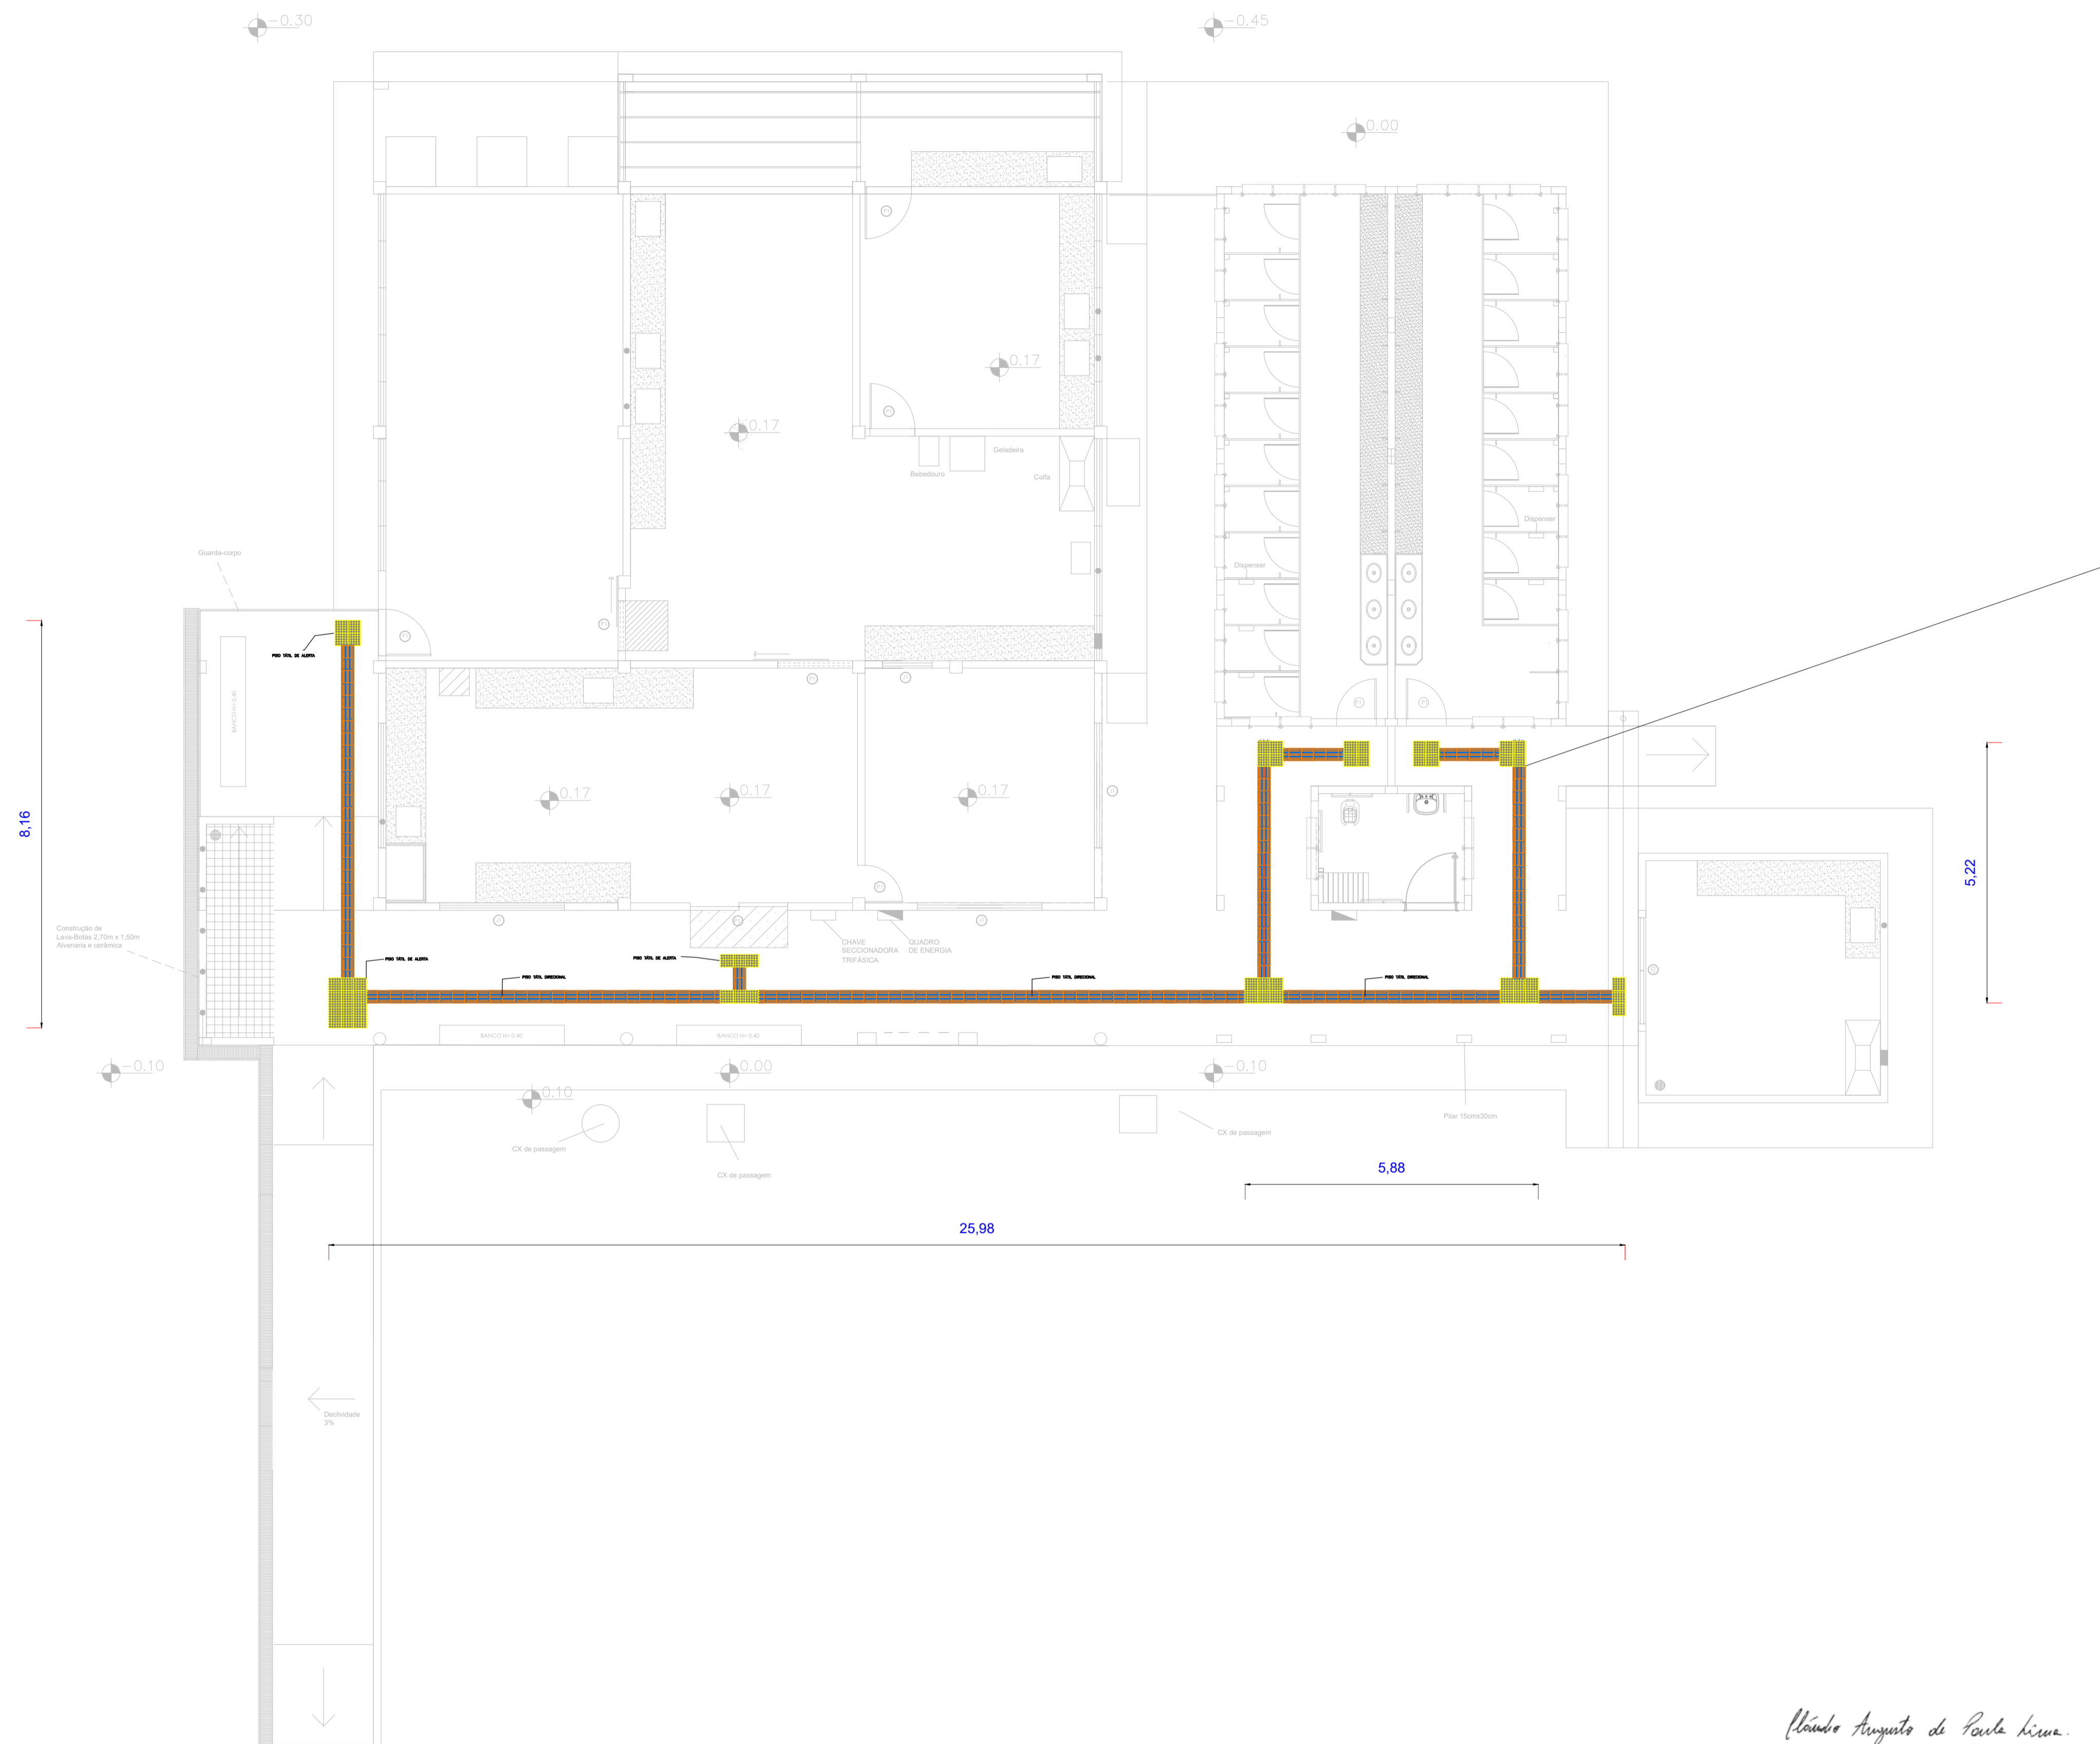 -0.30
-0.45
0.00
0.17
0.17
Geladeira
Bebedouro
Coifa
Dispenser
Guarda-corpo
Dispenser
PISO TÁTIL DE ALERTA
BANCO H= 0.40
0.17
0.17
0.17
8,16
5,22
Construção de
Lava-Botas 2,70m x 1,50m
Alvenaria e cerâmica
CHAVE
SECCIONADORA
TRIFÁSICA
QUADRO
DE ENERGIA
PISO TÁTIL DE ALERTA
PISO TÁTIL DE ALERTA
PISO TÁTIL DIRECIONAL
PISO TÁTIL DIRECIONAL
PISO TÁTIL DIRECIONAL
BANCO H= 0.40
BANCO H= 0.40
-0.10
0.00
-0.10
0.10
Pilar 15cmx30cm
CX de passagem
CX de passagem
CX de passagem
5,88
25,98
Declividade
3%
Cláudio Augusto de Paula Lima.